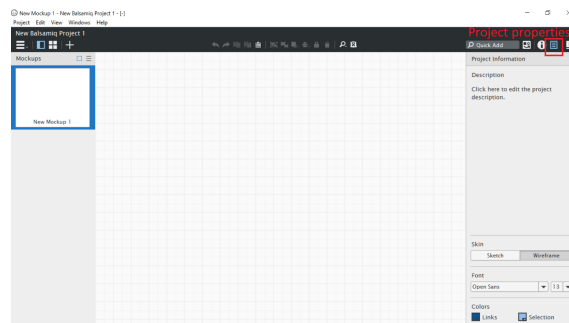 New Mockup 1 - New Balsamiq Project 1 - [-]
Project Edit View Windows Help
New Balsamiq Project 1
Project properties
Quick Add
Mockups
Project Information
New Mockup 1
Description
Click here to edit the project
description.
Skin
Sketch Wireframe
Font
Open Sans 13
Colors
Links Selection